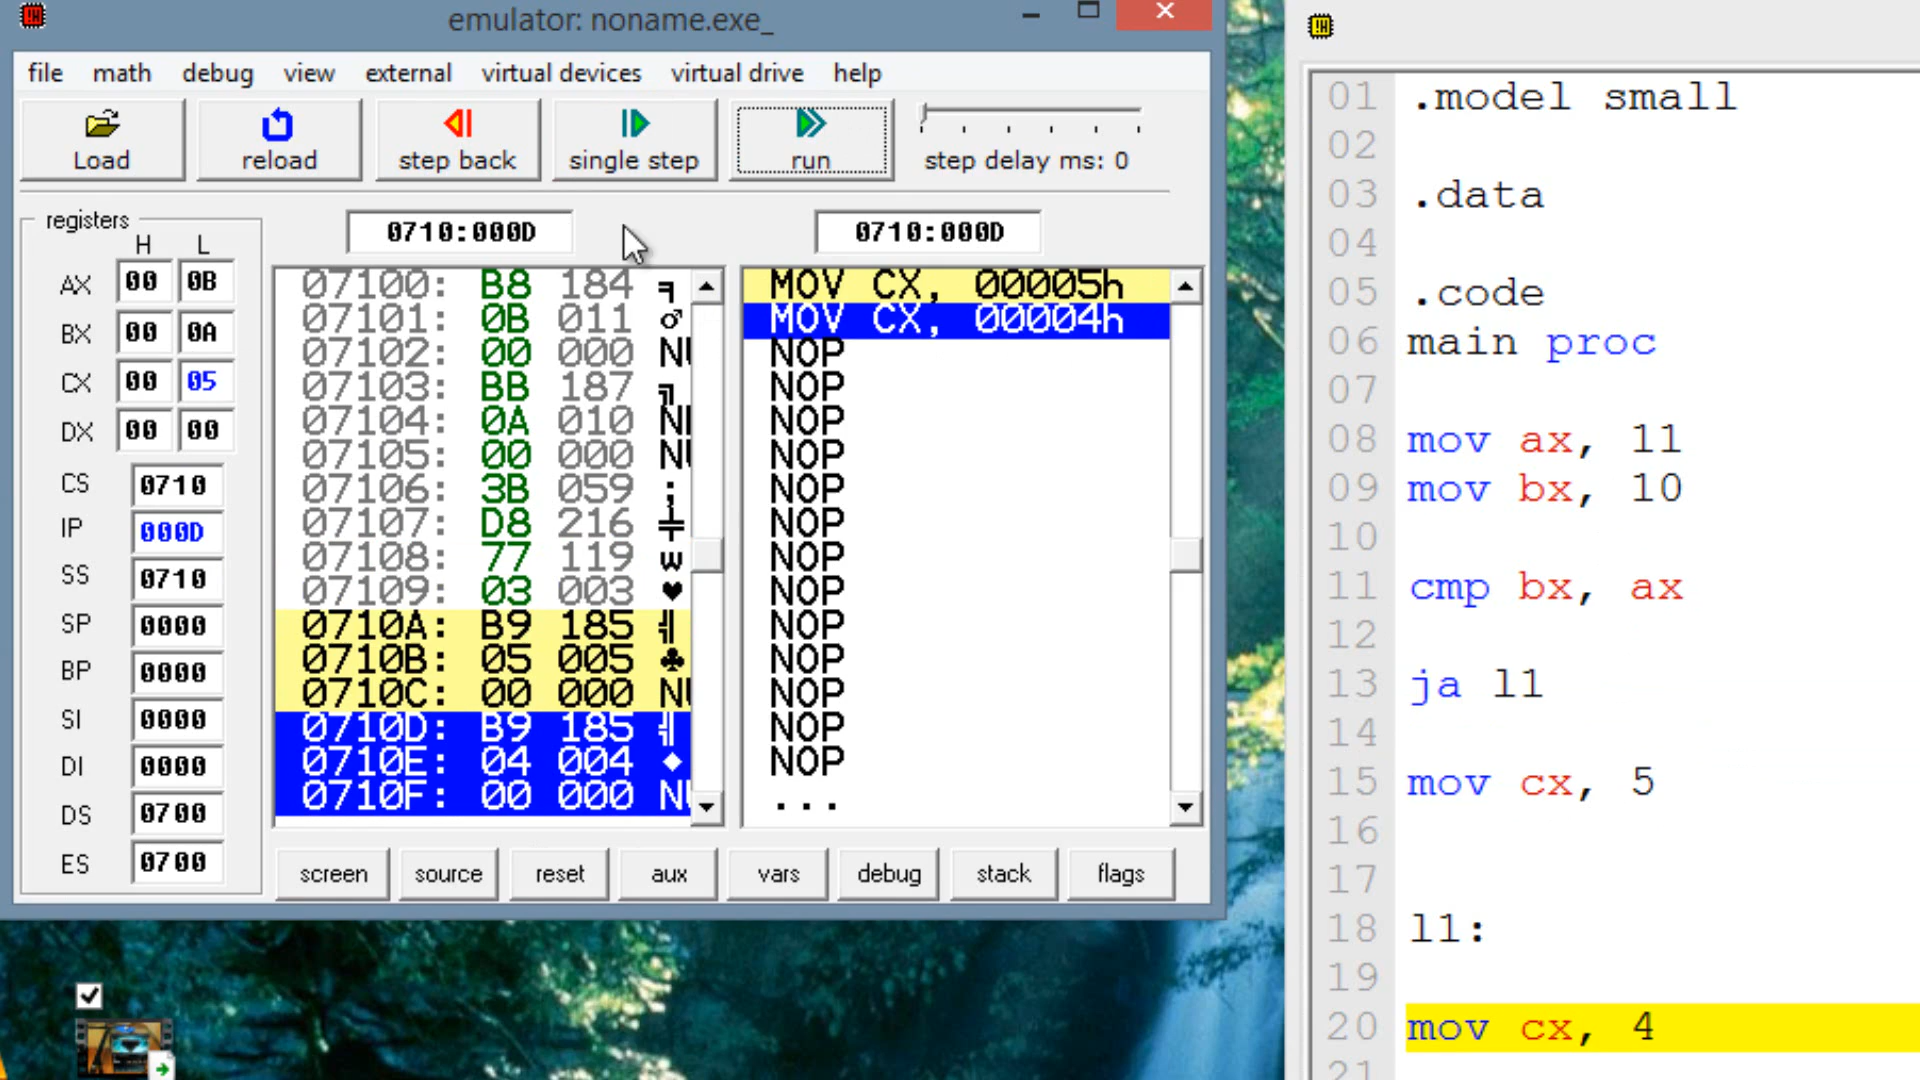 emulator: noname.exe_
file math debug view external virtual devices virtual drive help
Load reload step back single step run step delay ms: 0
registers
H L
AX 00 0B
BX 00 0A
CX 00 05
DX 00 00
CS 0710
IP 000D
SS 0710
SP 0000
BP 0000
SI 0000
DI 0000
DS 0700
ES 0700
0710:000D
07100: B8 184 ╕
07101: 0B 011 ♂
07102: 00 000
07103: BB 187 ╗
07104: 0A 010
07105: 00 000
07106: 3B 059 ;
07107: D8 216 ╪
07108: 77 119 w
07109: 03 003 ♥
0710A: B9 185 ╣
0710B: 05 005 ♣
0710C: 00 000
0710D: B9 185 ╣
0710E: 04 004 ♦
0710F: 00 000
0710:000D
MOV CX, 00005h
MOV CX, 00004h
NOP
NOP
NOP
NOP
NOP
NOP
NOP
NOP
NOP
NOP
NOP
NOP
NOP
...
screen source reset aux vars debug stack flags
01 .model small
02
03 .data
04
05 .code
06 main proc
07
08 mov ax, 11
09 mov bx, 10
10
11 cmp bx, ax
12
13 ja l1
14
15 mov cx, 5
16
17
18 l1:
19
20 mov cx, 4
21